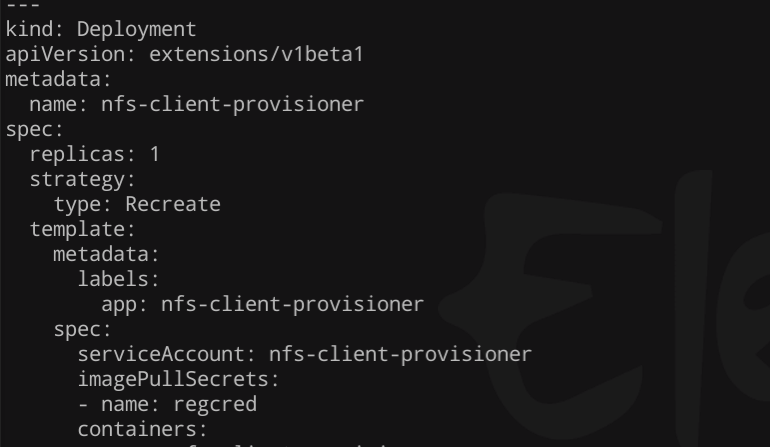 ---
kind: Deployment
apiVersion: extensions/v1beta1
metadata:
  name: nfs-client-provisioner
spec:
  replicas: 1
  strategy:
    type: Recreate
  template:
    metadata:
      labels:
        app: nfs-client-provisioner
    spec:
      serviceAccount: nfs-client-provisioner
      imagePullSecrets:
      - name: regcred
      containers:
Ele